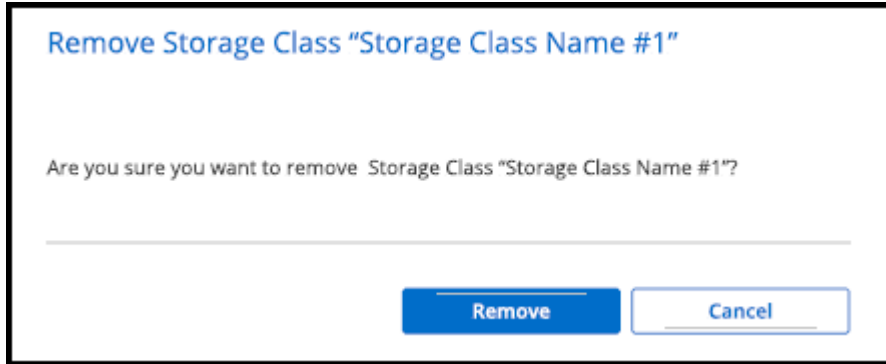 Remove Storage Class “Storage Class Name #1”
Are you sure you want to remove  Storage Class “Storage Class Name #1”?
Remove
Cancel